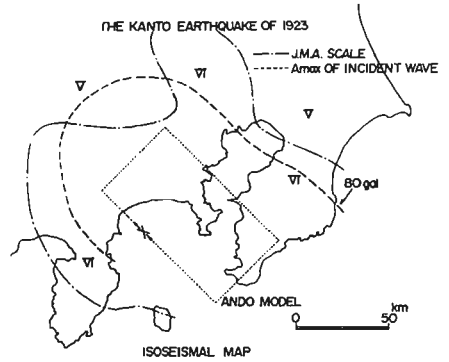 THE KANTO EARTHQUAKE OF 1923
J.M.A. SCALE
Amax OF INCIDENT WAVE
V
VI
V
VI
80 gal
VI
ANDO MODEL
km
0
50
ISOSEISMAL MAP